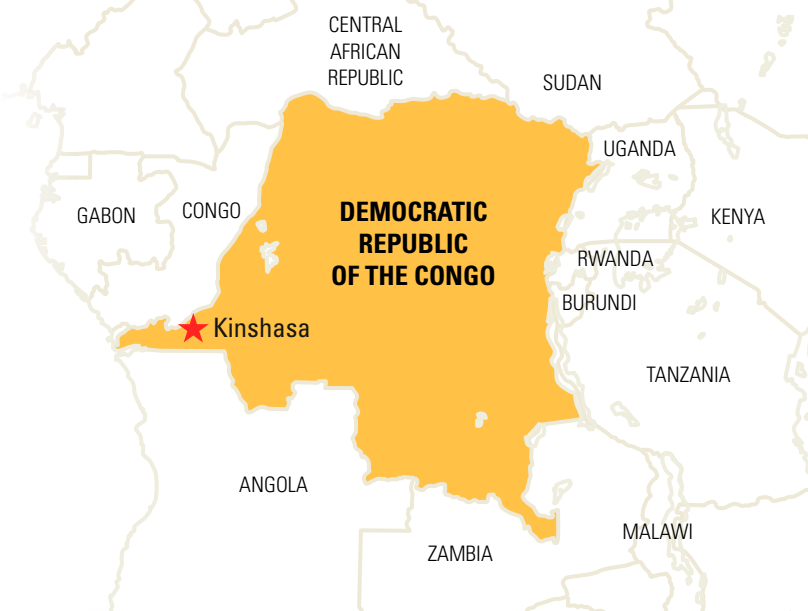 CENTRAL
AFRICAN
REPUBLIC
SUDAN
UGANDA
GABON
CONGO
DEMOCRATIC
REPUBLIC
OF THE CONGO
KENYA
RWANDA
BURUNDI
Kinshasa
TANZANIA
ANGOLA
MALAWI
ZAMBIA